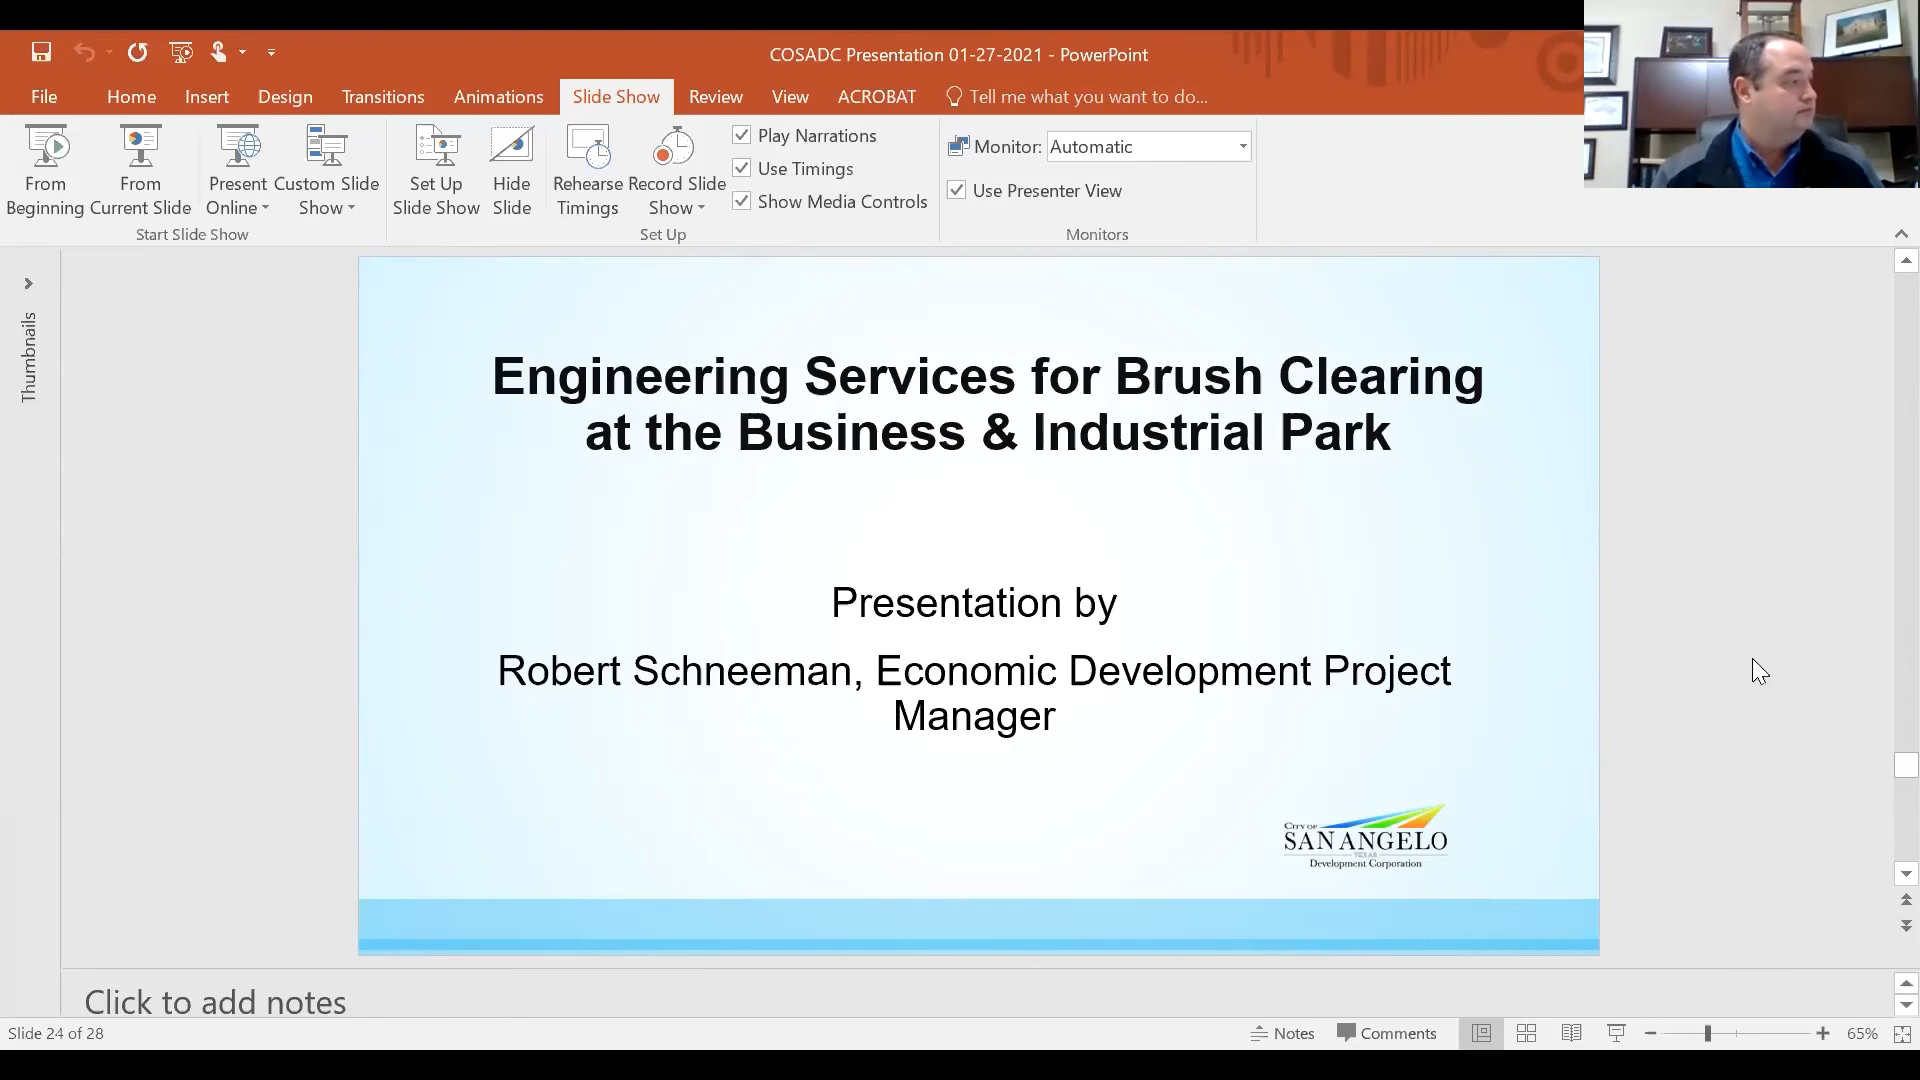 COSADC Presentation 01-27-2021 - PowerPoint
File Home Insert Design Transitions Animations Slide Show Review View ACROBAT Tell me what you want to do...
From Beginning
From Current Slide
Present Online
Custom Slide Show
Start Slide Show
Set Up Slide Show
Hide Slide
Rehearse Timings
Record Slide Show
Play Narrations
Use Timings
Show Media Controls
Set Up
Monitor: Automatic
Use Presenter View
Monitors
Thumbnails
Engineering Services for Brush Clearing
at the Business & Industrial Park
Presentation by
Robert Schneeman, Economic Development Project
Manager
CITY OF
SAN ANGELO
TEXAS
Development Corporation
Click to add notes
Slide 24 of 28 Notes Comments 65%